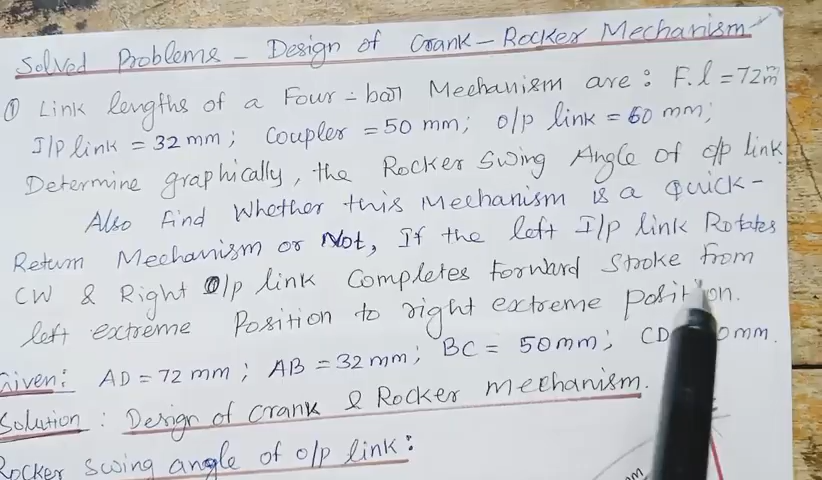 Solved Problems - Design of Crank-Rocker Mechanism
① Link lengths of a Four-bar Mechanism are: F.l = 72mm
I/P link = 32 mm; Coupler = 50 mm; O/P link = 60 mm;
Determine graphically, the Rocker Swing Angle of O/P link.
Also find Whether this Mechanism is a Quick-
Return Mechanism or Not, If the left I/P link Rotates
CW & Right O/P link Completes forward Stroke from
left extreme Position to right extreme position.
Given: AD = 72 mm; AB = 32 mm; BC = 50 mm; CD 0 mm.
Solution: Design of Crank & Rocker mechanism.
Rocker swing angle of O/P link:
mm